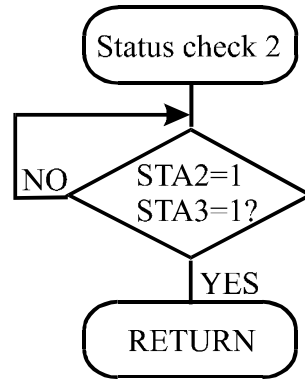 Status check 2
STA2=1
STA3=1?
NO
YES
RETURN